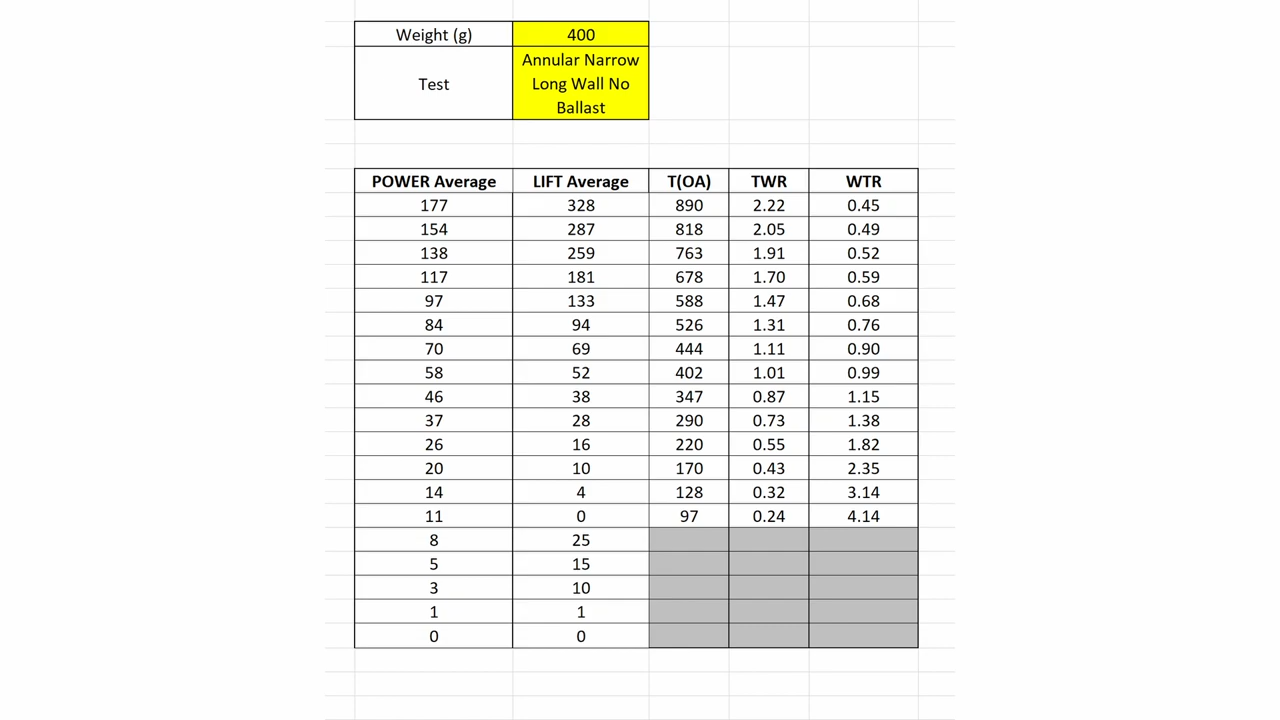 Weight (g) 400
Test Annular Narrow
Long Wall No
Ballast
POWER Average LIFT Average T(OA) TWR WTR
177 328 890 2.22 0.45
154 287 818 2.05 0.49
138 259 763 1.91 0.52
117 181 678 1.70 0.59
97 133 588 1.47 0.68
84 94 526 1.31 0.76
70 69 444 1.11 0.90
58 52 402 1.01 0.99
46 38 347 0.87 1.15
37 28 290 0.73 1.38
26 16 220 0.55 1.82
20 10 170 0.43 2.35
14 4 128 0.32 3.14
11 0 97 0.24 4.14
8 25
5 15
3 10
1 1
0 0